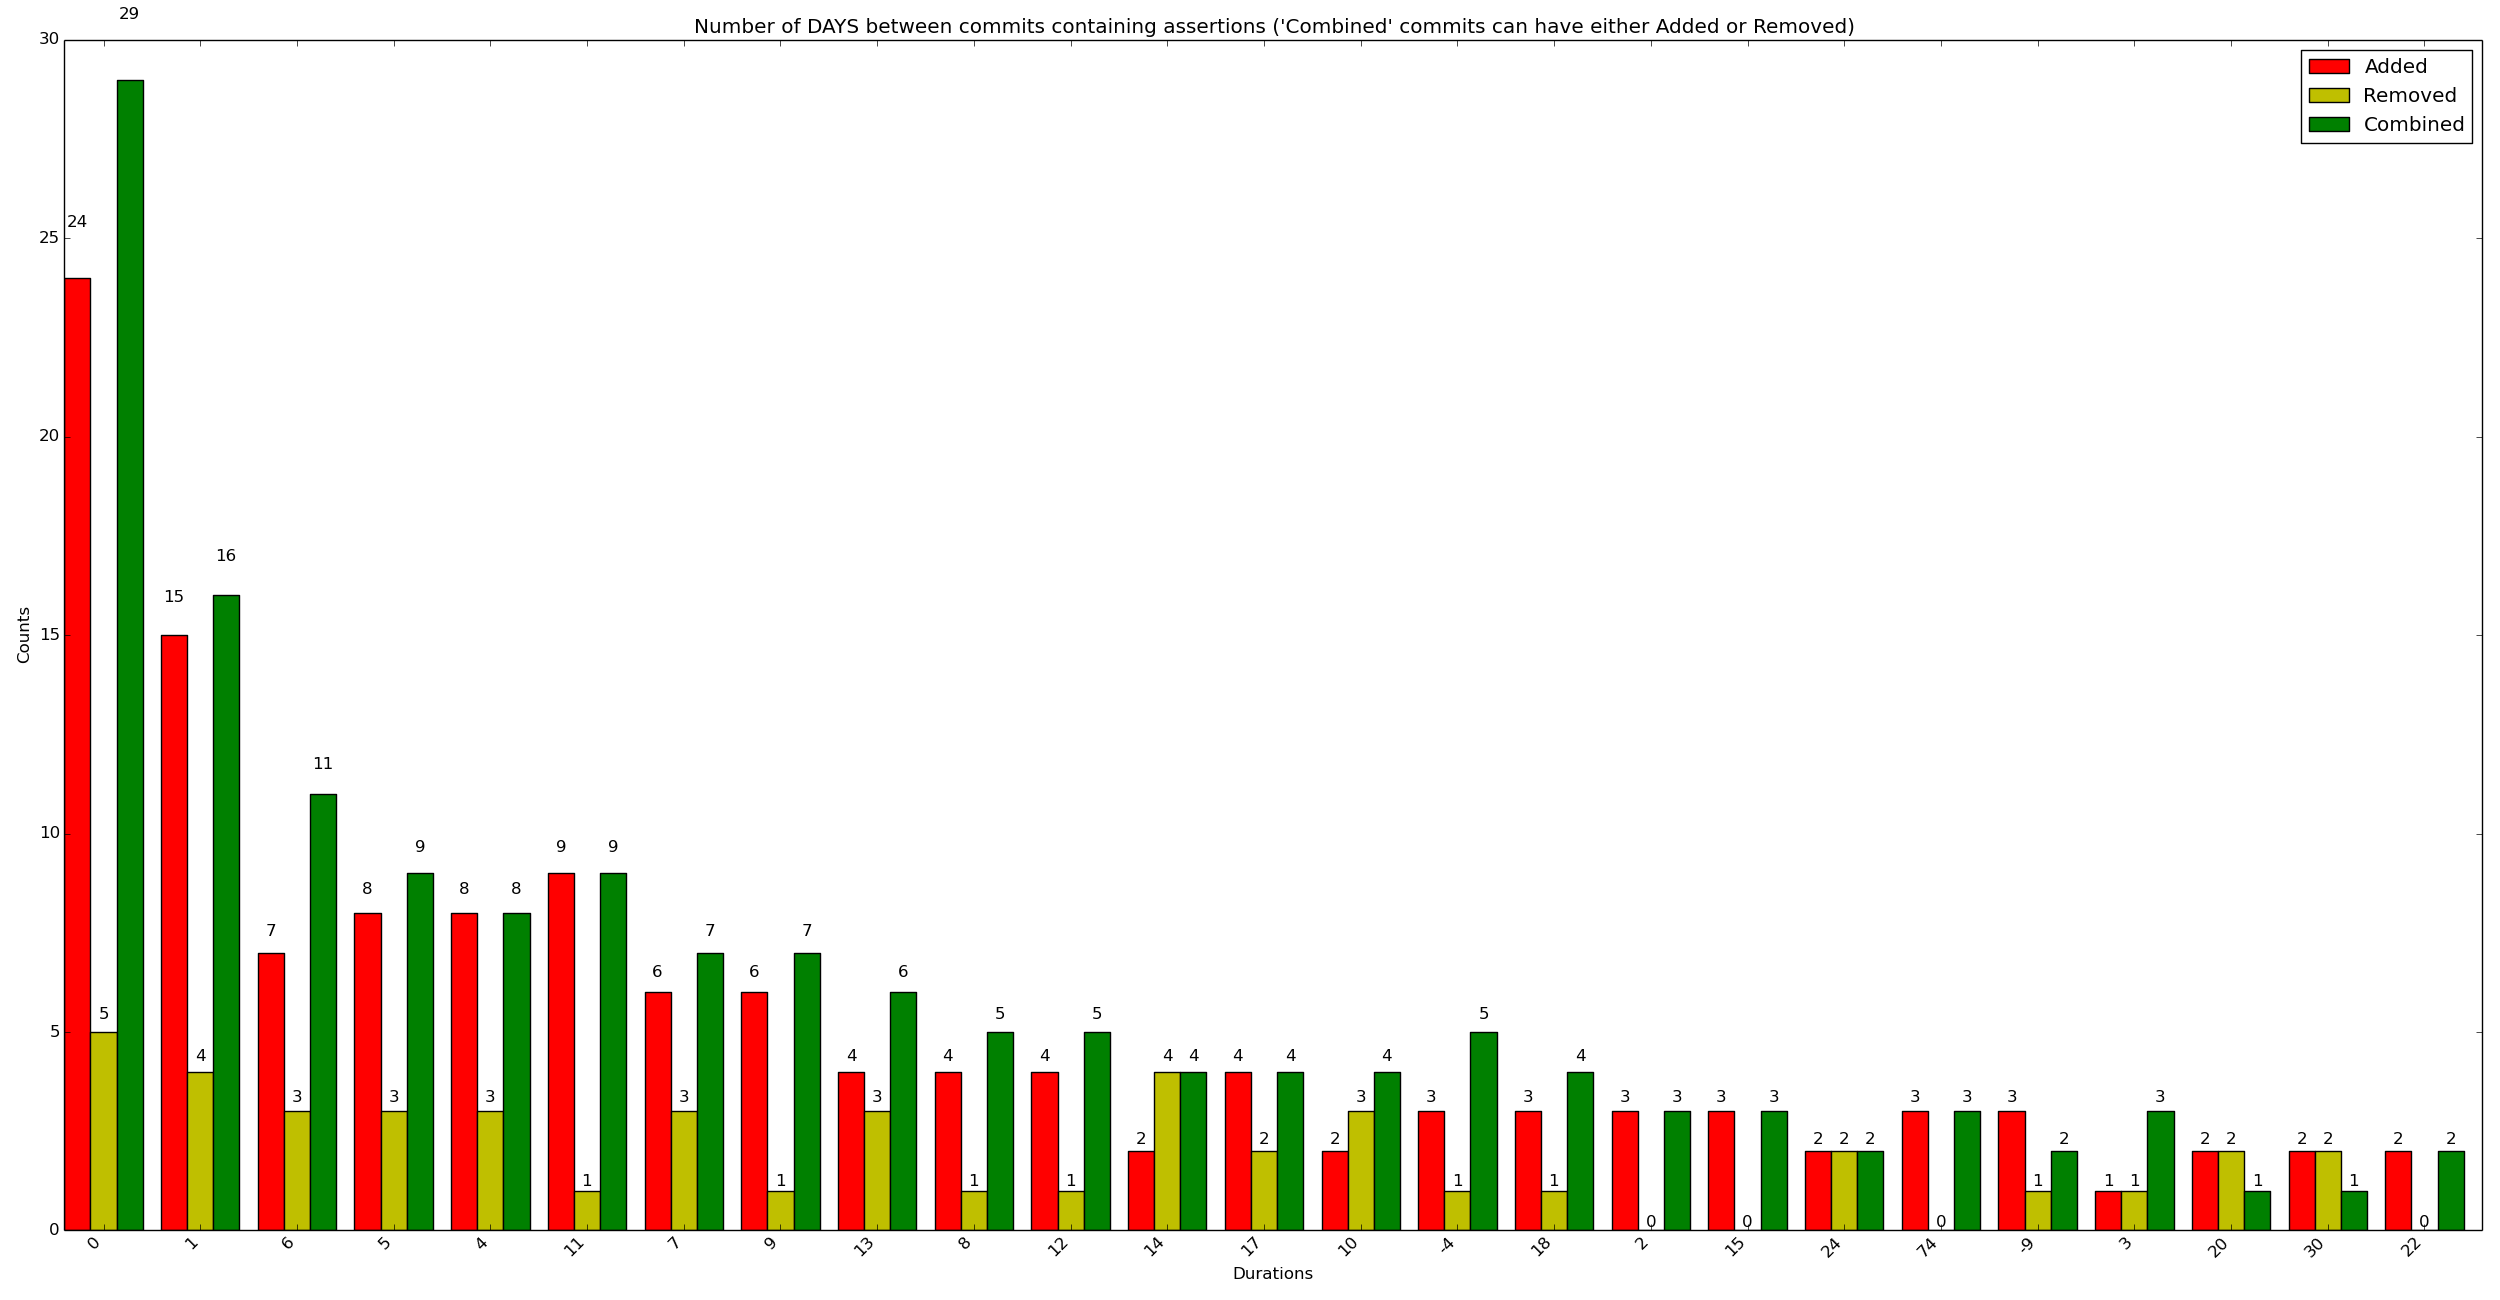 29
Number of DAYS between commits containing assertions ('Combined' commits can have either Added or Removed)
30
Added
Removed
Combined
24
25
20
16
15
15
Counts
11
10
9 9 9
8 8 8
7 7 7
6 6 6
5 5 5 5
5
4 4 4 4 4 4 4 4 4 4
3 3 3 3 3 3 3 3 3 3 3 3 3 3 3 3
2 2 2 2 2 2 2 2 2 2 2 2 2 2
1 1 1 1 1 1 1 1 1 1 1
0 0 0 0
0
0 1 6 5 4 11 7 9 13 8 12 14 17 10 -4 18 2 15 24 74 -9 3 20 30 22
Durations